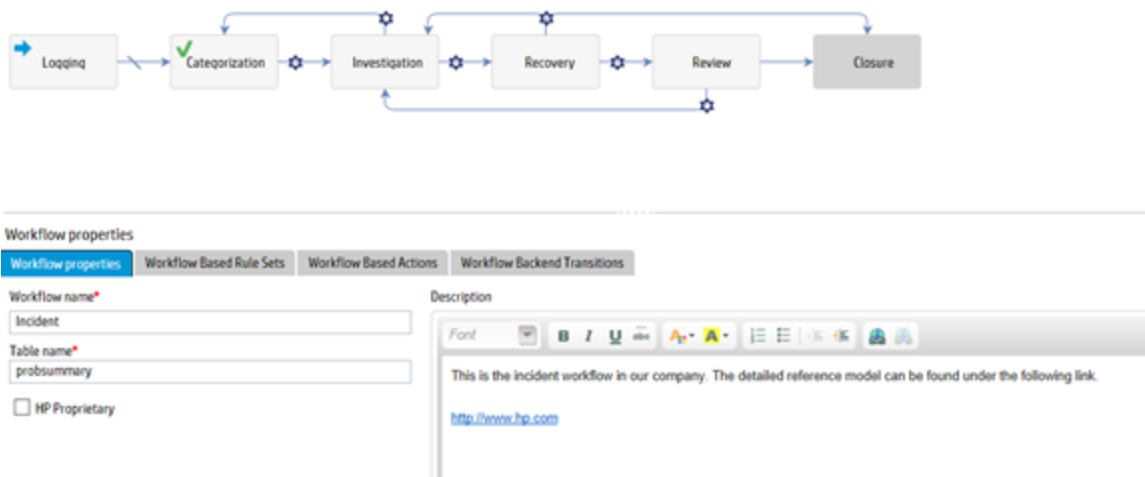 Logging
Categorization
Investigation
Recovery
Review
Closure
Workflow properties
Workflow properties
Workflow Based Rule Sets
Workflow Based Actions
Workflow Backend Transitions
Workflow name*
Description
Incident
Font
B I U abc A A
Table name*
probsummary
This is the incident workflow in our company. The detailed reference model can be found under the following link.
HP Proprietary
http://www.hp.com